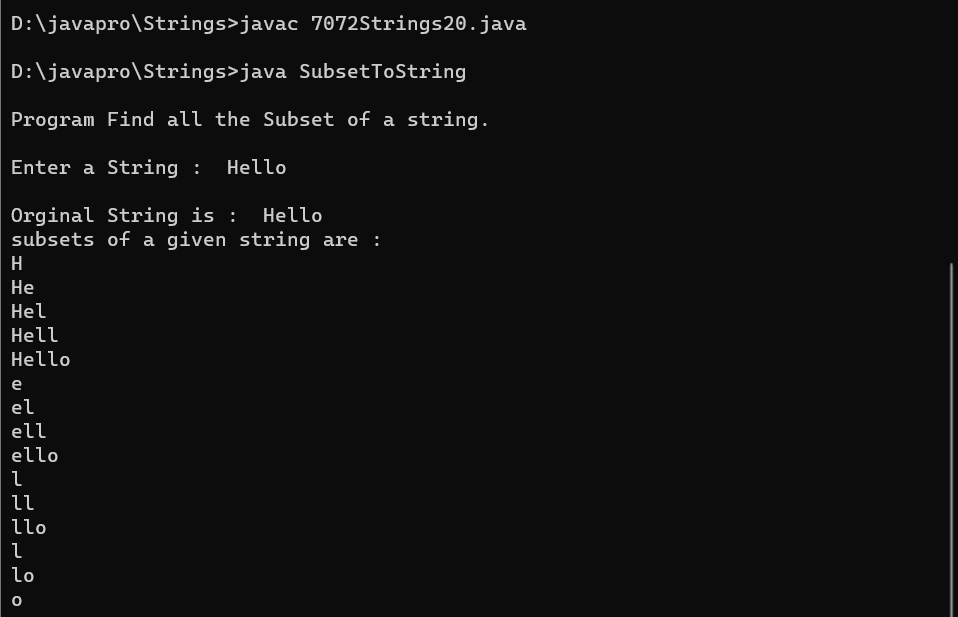 D:\javapro\Strings>javac 7072Strings20.java
D:\javapro\Strings>java SubsetToString
Program Find all the Subset of a string.
Enter a String :  Hello
Orginal String is :  Hello
subsets of a given string are :
H
He
Hel
Hell
Hello
e
el
ell
ello
l
ll
llo
l
lo
o